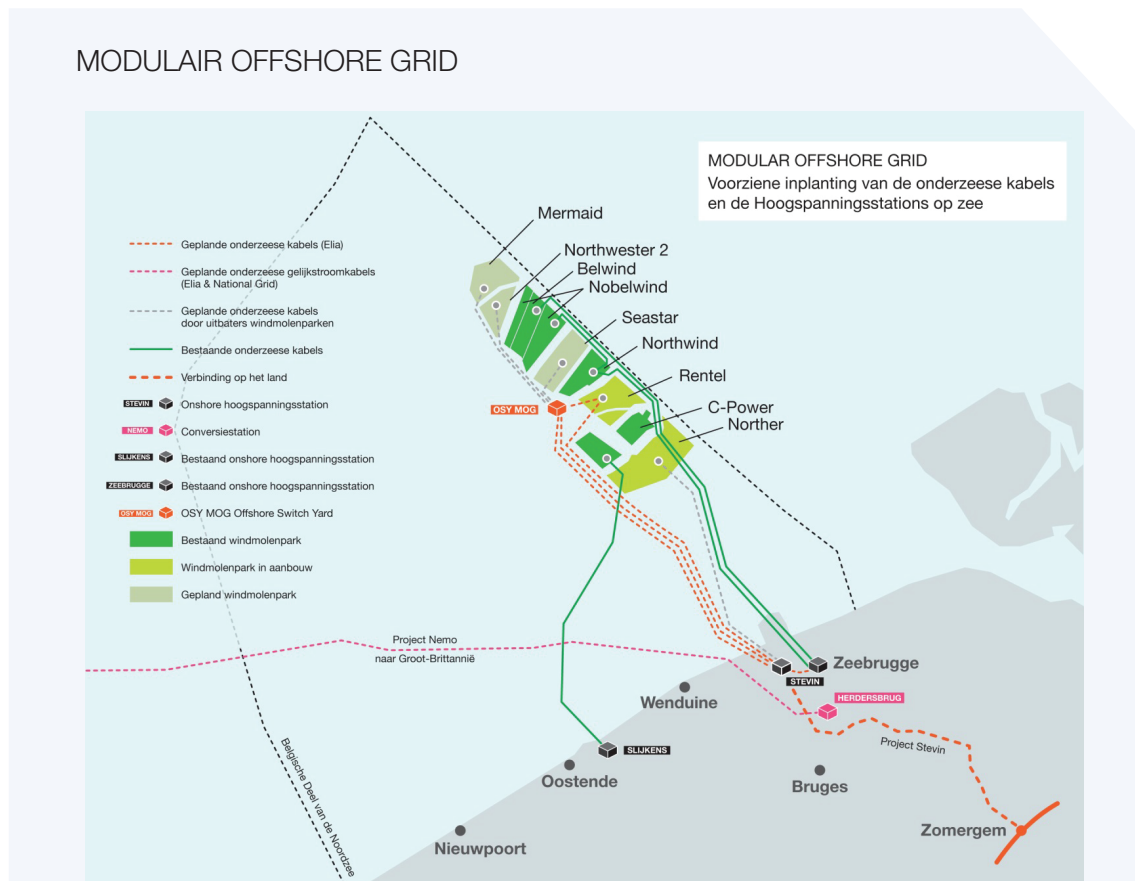 MODULAIR OFFSHORE GRID
MODULAR OFFSHORE GRID
Voorziene inplanting van de onderzeese kabels
en de Hoogspanningsstations op zee
Mermaid
Northwester 2
Belwind
Nobelwind
Seastar
Northwind
Rentel
C-Power
Norther
OSY MOG
Geplande onderzeese kabels (Elia)
Geplande onderzeese gelijkstroomkabels
(Elia & National Grid)
Geplande onderzeese kabels
door uitbaters windmolenparken
Bestaande onderzeese kabels
Verbinding op het land
STEVIN Onshore hoogspanningsstation
NEMO Conversiestation
SLIJKENS Bestaand onshore hoogspanningsstation
ZEEBRUGGE Bestaand onshore hoogspanningsstation
OSY MOG OSY MOG Offshore Switch Yard
Bestaand windmolenpark
Windmolenpark in aanbouw
Gepland windmolenpark
Project Nemo
naar Groot-Brittannië
Zeebrugge
STEVIN
HERDERSBRUG
Wenduine
Project Stevin
SLIJKENS
Oostende
Bruges
Belgische Deel van de Noordzee
Zomergem
Nieuwpoort